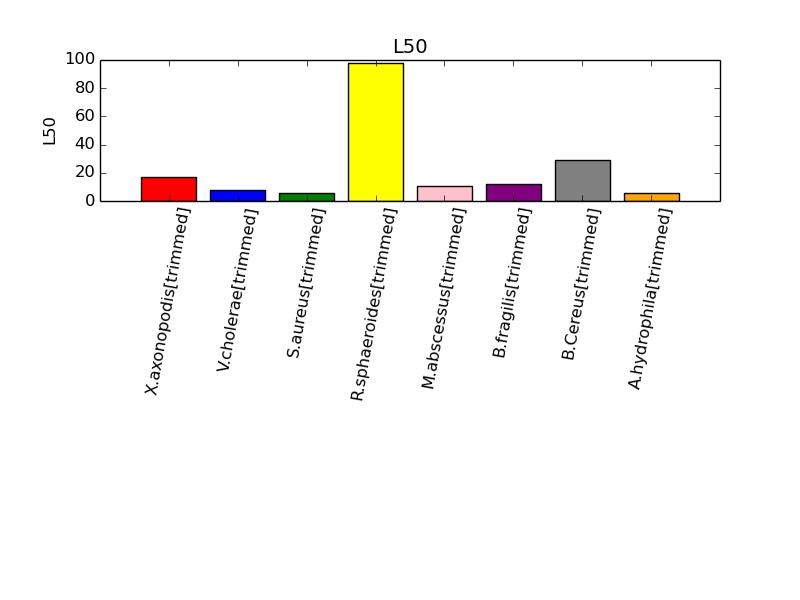 L50
L50
100
80
60
40
20
0
X.axonopodis[trimmed]
V.cholerae[trimmed]
S.aureus[trimmed]
R.sphaeroides[trimmed]
M.abscessus[trimmed]
B.fragilis[trimmed]
B.Cereus[trimmed]
A.hydrophila[trimmed]